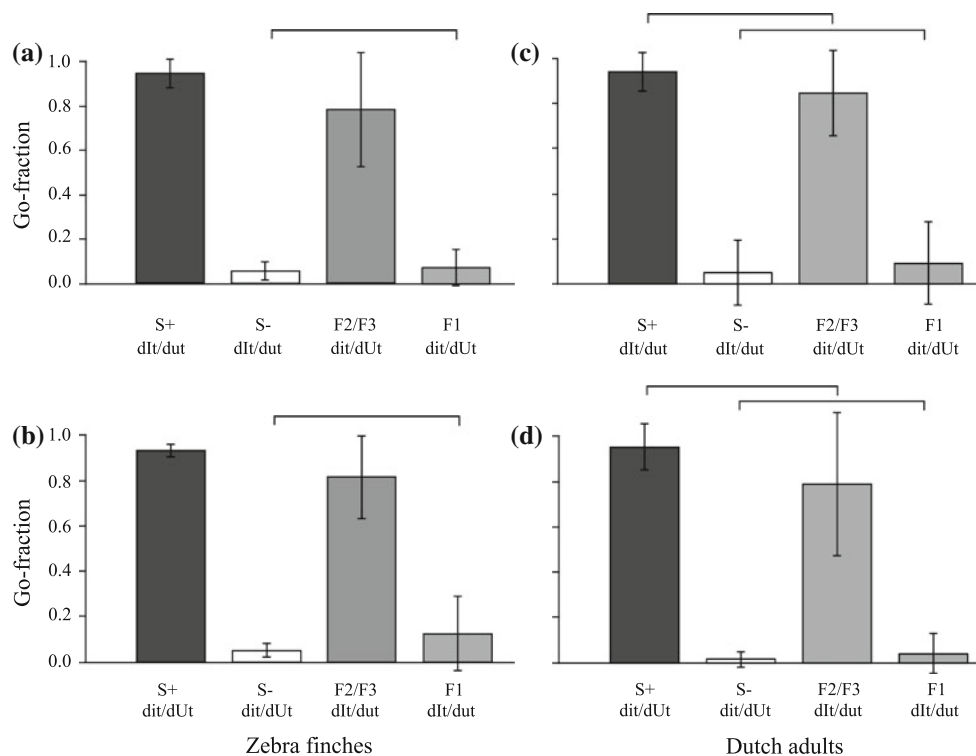 (a)
Go-fraction
1.0
0.8
0.6
0.4
0.2
0.0
S+ S- F2/F3 F1
dIt/dut dIt/dut dit/dUt dit/dUt
(c)
S+ S- F2/F3 F1
dIt/dut dIt/dut dit/dUt dit/dUt
(b)
Go-fraction
1.0
0.8
0.6
0.4
0.2
0.0
S+ S- F2/F3 F1
dit/dUt dit/dUt dIt/dut dIt/dut
Zebra finches
(d)
S+ S- F2/F3 F1
dit/dUt dit/dUt dIt/dut dIt/dut
Dutch adults